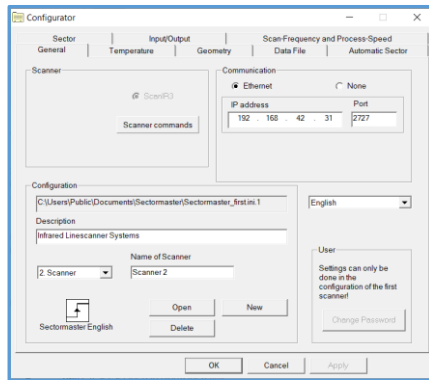 Configurator
Sector Input/Output Scan-Frequency and Process-Speed
General Temperature Geometry Data File Automatic Sector
Scanner
ScanIR3
Scanner commands
Communication
Ethernet None
IP address Port
192 . 168 . 42 . 31 2727
Configuration
C:\Users\Public\Documents\Sectormaster\Sectormaster_first.ini.1
Description
Infrared Linescanner Systems
Name of Scanner
2. Scanner Scanner 2
Sectormaster English
Open New
Delete
English
User
Settings can only be
done in the
configuration of the first
scanner!
Change Password
OK Cancel Apply